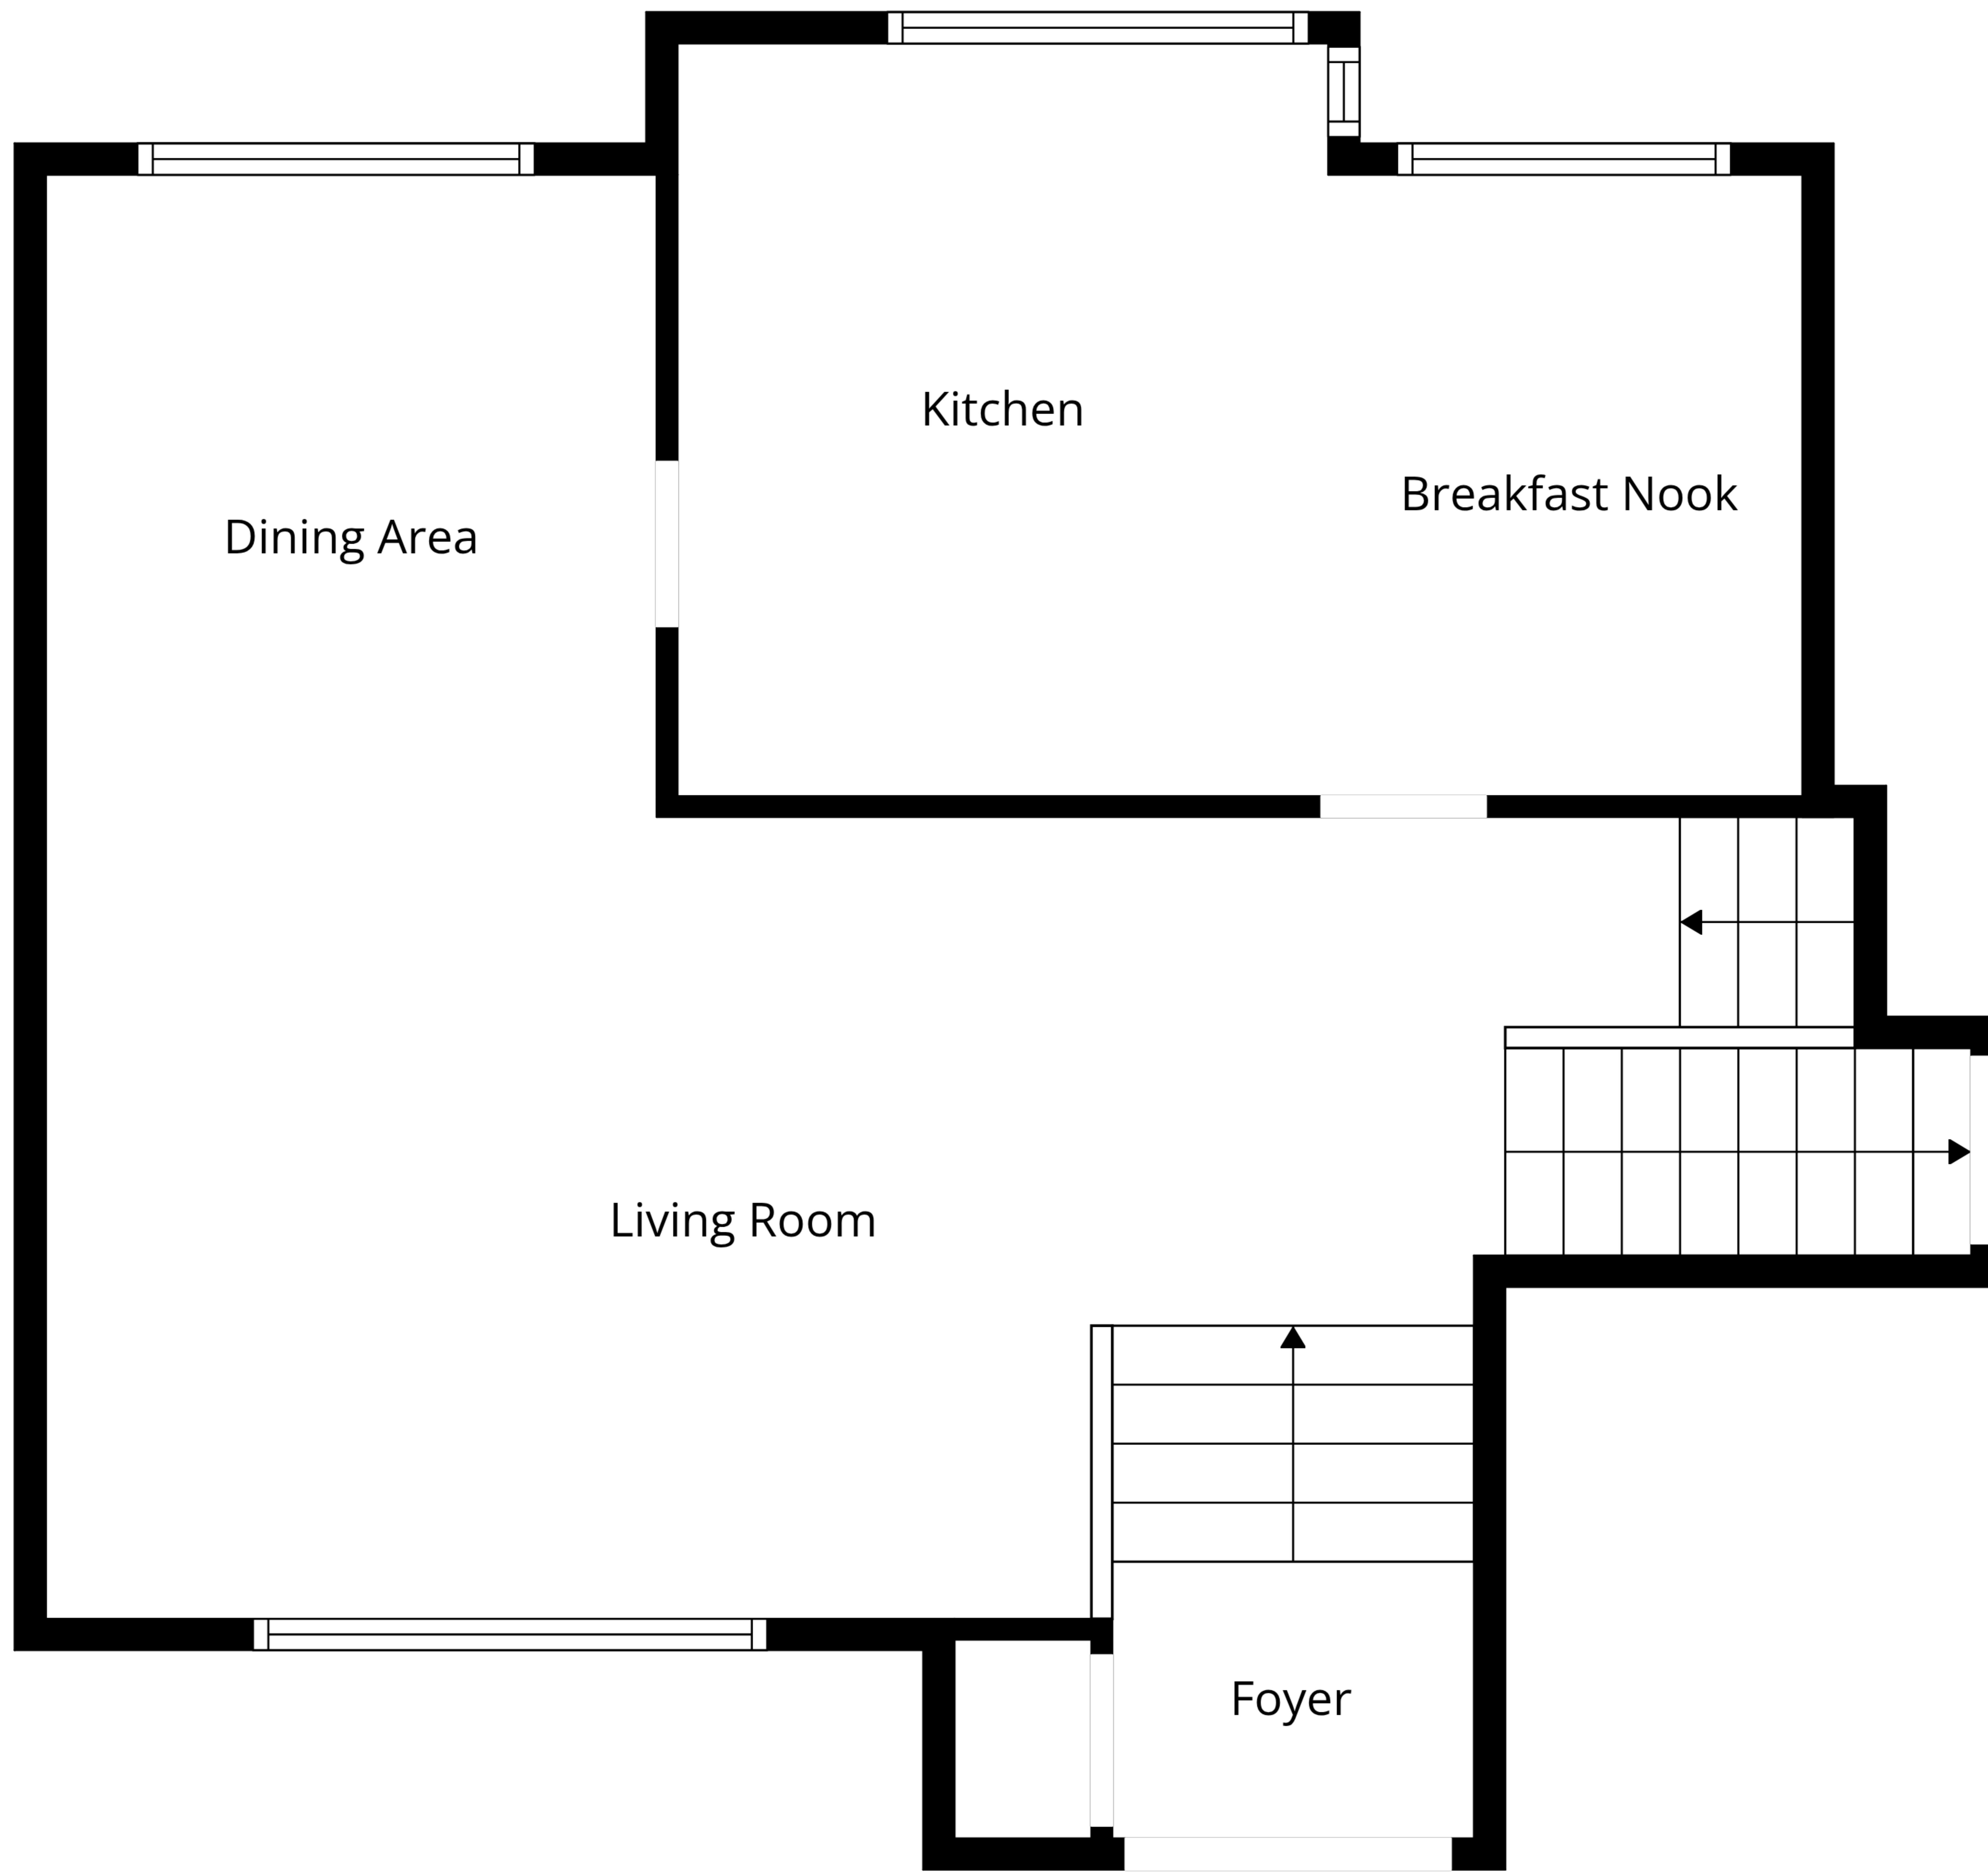 Kitchen
Breakfast Nook
Dining Area
Living Room
Foyer